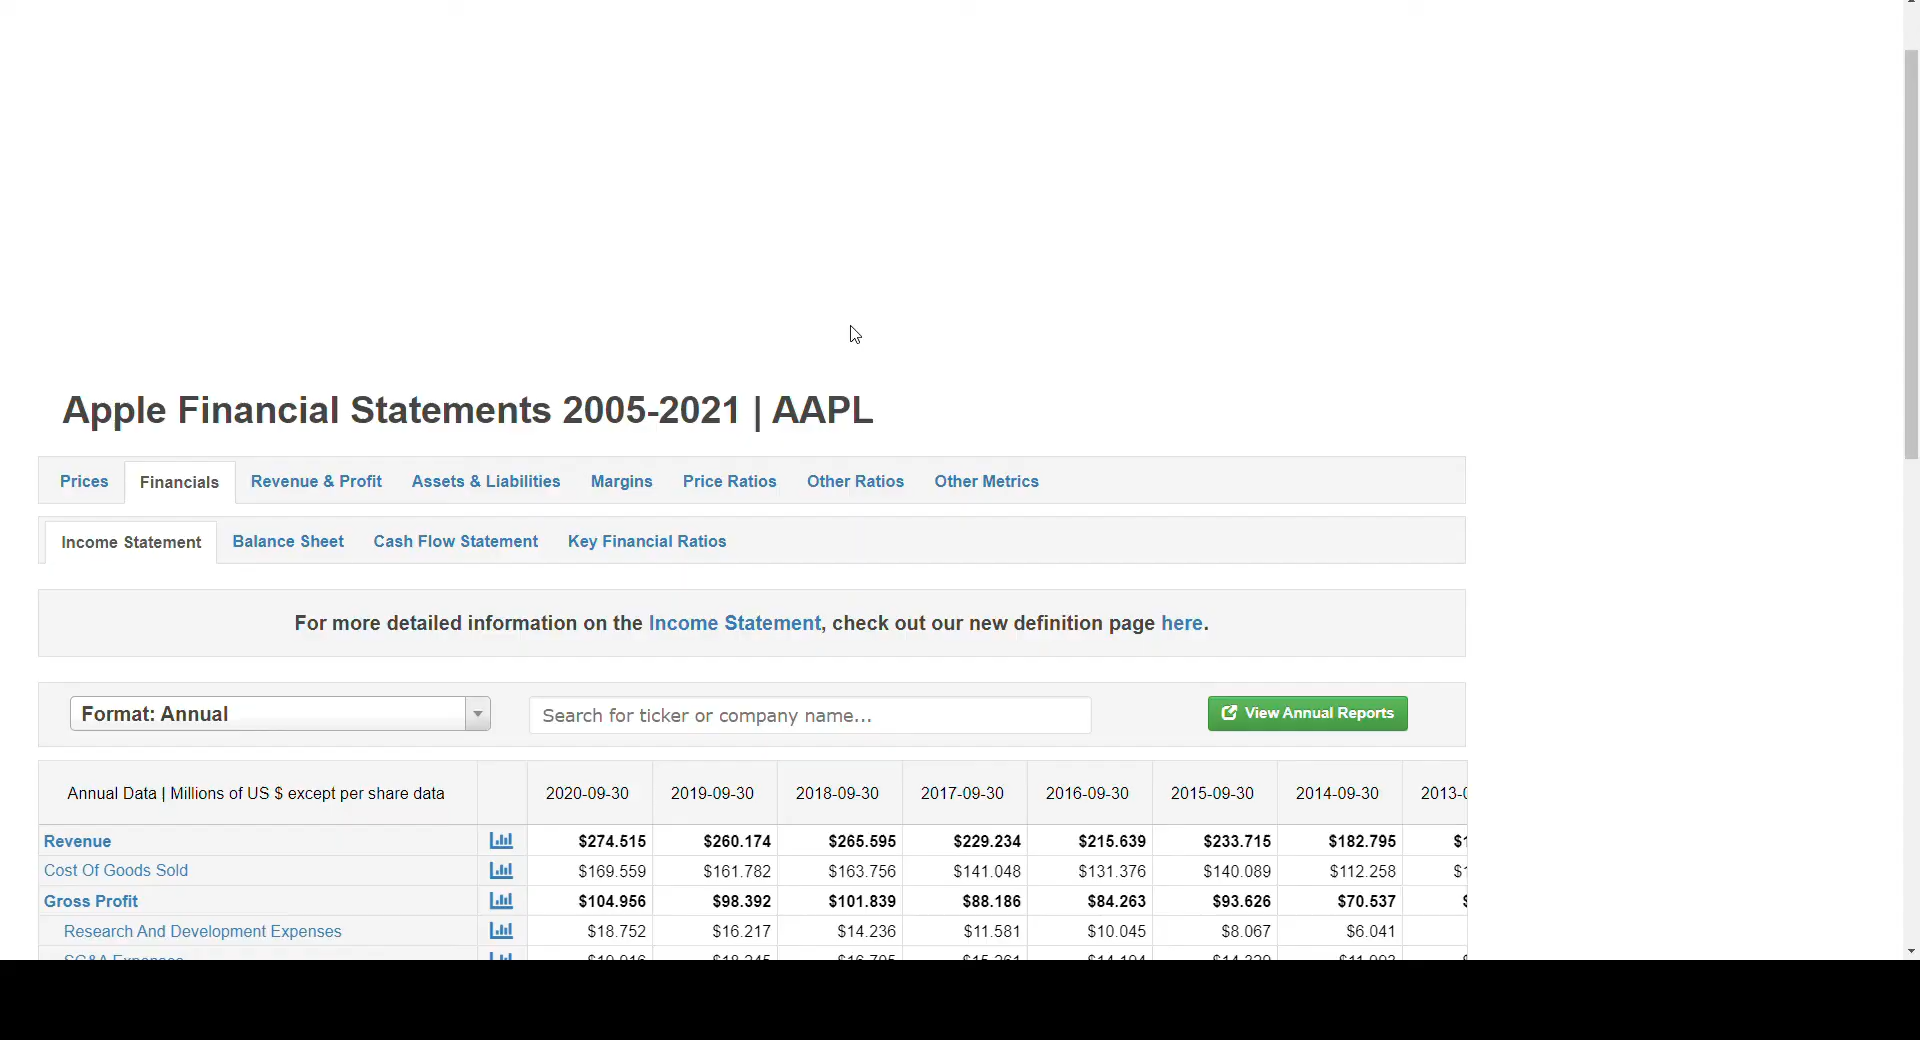 Apple Financial Statements 2005-2021 | AAPL
Prices Financials Revenue & Profit Assets & Liabilities Margins Price Ratios Other Ratios Other Metrics
Income Statement Balance Sheet Cash Flow Statement Key Financial Ratios
For more detailed information on the Income Statement, check out our new definition page here.
Format: Annual Search for ticker or company name... View Annual Reports
Annual Data | Millions of US $ except per share data 2020-09-30 2019-09-30 2018-09-30 2017-09-30 2016-09-30 2015-09-30 2014-09-30 2013-
Revenue $274.515 $260.174 $265.595 $229.234 $215.639 $233.715 $182.795
Cost Of Goods Sold $169.559 $161.782 $163.756 $141.048 $131.376 $140.089 $112.258
Gross Profit $104.956 $98.392 $101.839 $88.186 $84.263 $93.626 $70.537
Research And Development Expenses $18.752 $16.217 $14.236 $11.581 $10.045 $8.067 $6.041
SG&A Expenses